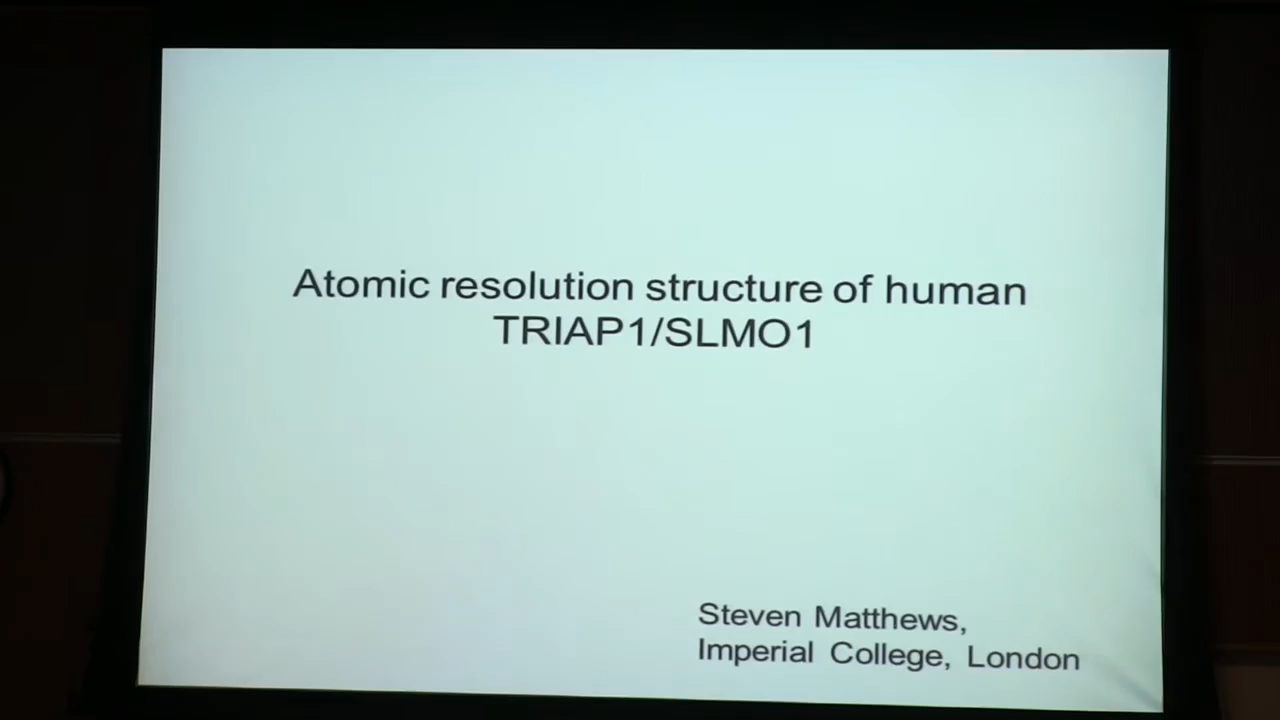 Atomic resolution structure of human
TRIAP1/SLMO1
Steven Matthews,
Imperial College, London